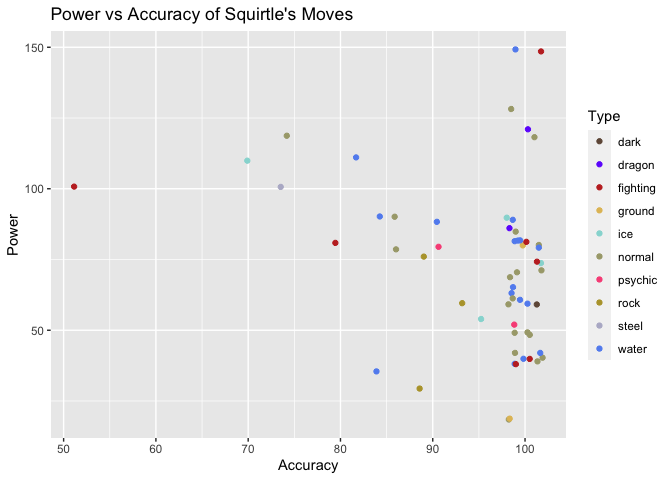 Power vs Accuracy of Squirtle's Moves
150
100
50
Power
50
60
70
80
90
100
Accuracy
Type
dark
dragon
fighting
ground
ice
normal
psychic
rock
steel
water